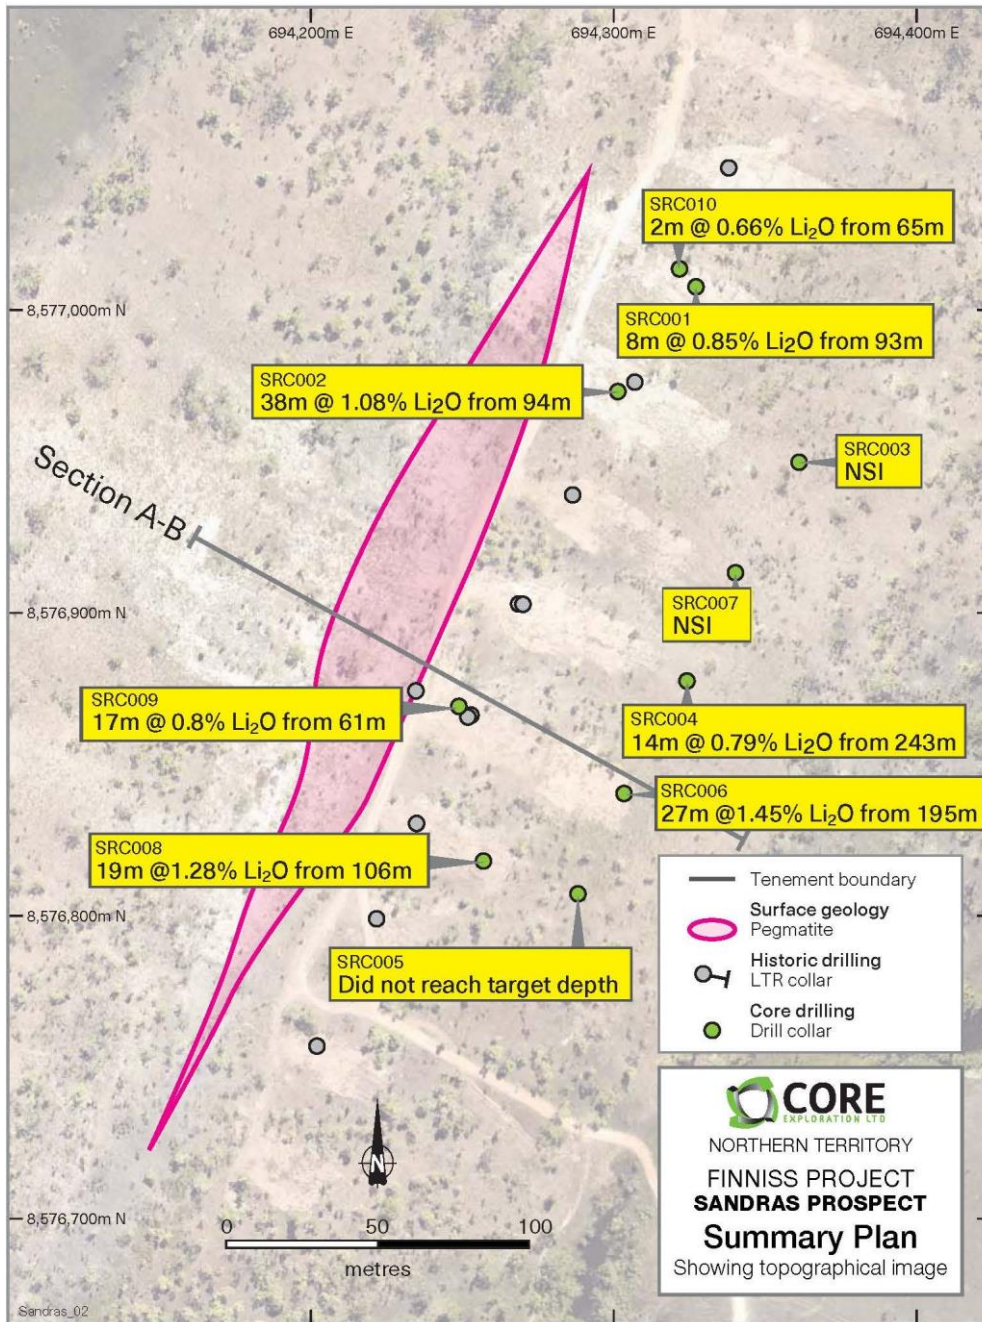 694,200m E
694,300m E
694,400m E
SRC010
2m @ 0.66% Li₂O from 65m
8,577,000m N
SRC001
8m @ 0.85% Li₂O from 93m
SRC002
38m @ 1.08% Li₂O from 94m
SRC003
NSI
Section A-B
SRC007
NSI
8,576,900m N
SRC009
17m @ 0.8% Li₂O from 61m
SRC004
14m @ 0.79% Li₂O from 243m
SRC006
27m @1.45% Li₂O from 195m
SRC008
19m @1.28% Li₂O from 106m
8,576,800m N
SRC005
Did not reach target depth
Tenement boundary
Surface geology
Pegmatite
Historic drilling
LTR collar
Core drilling
Drill collar
N
8,576,700m N
0 50 100
metres
CORE
EXPLORATION LTD
NORTHERN TERRITORY
FINNISS PROJECT
SANDRAS PROSPECT
Summary Plan
Showing topographical image
Sandras_02